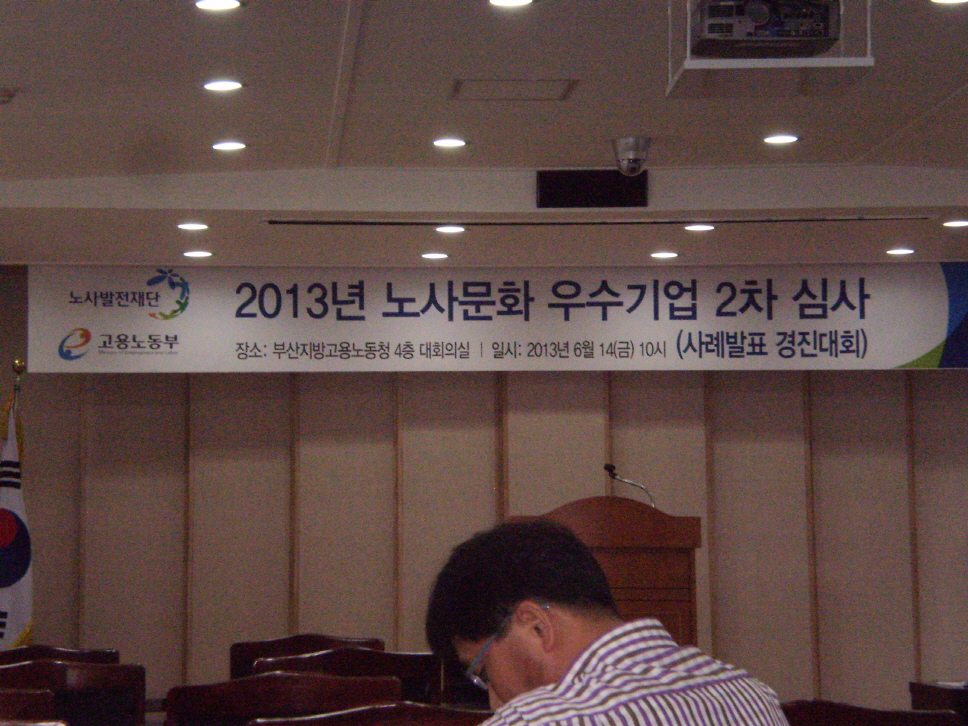 노사발전재단
고용노동부
2013년 노사문화 우수기업 2차 심사
장소: 부산지방고용노동청 4층 대회의실 | 일시: 2013년 6월 14(금) 10시 (사례발표 경진대회)